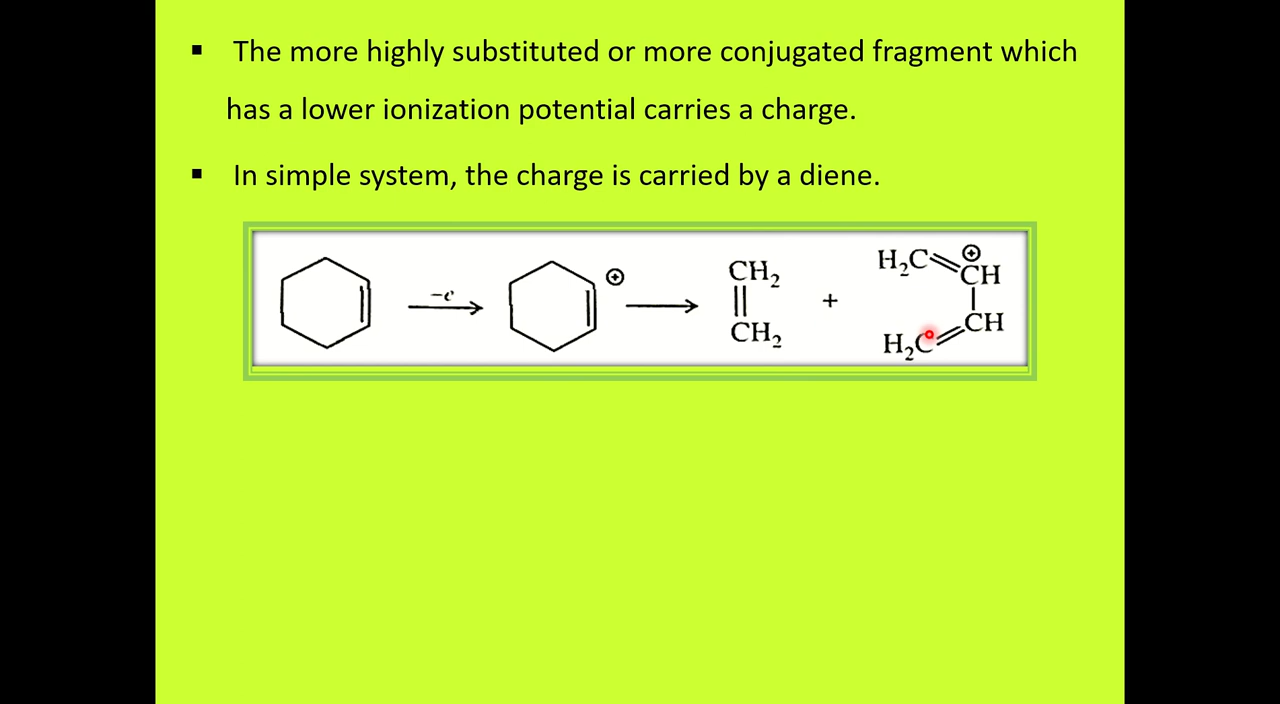 ▪ The more highly substituted or more conjugated fragment which
has a lower ionization potential carries a charge.
▪ In simple system, the charge is carried by a diene.
−e ⊕ CH₂ || CH₂ + H₂C ⊕ CH CH H₂C